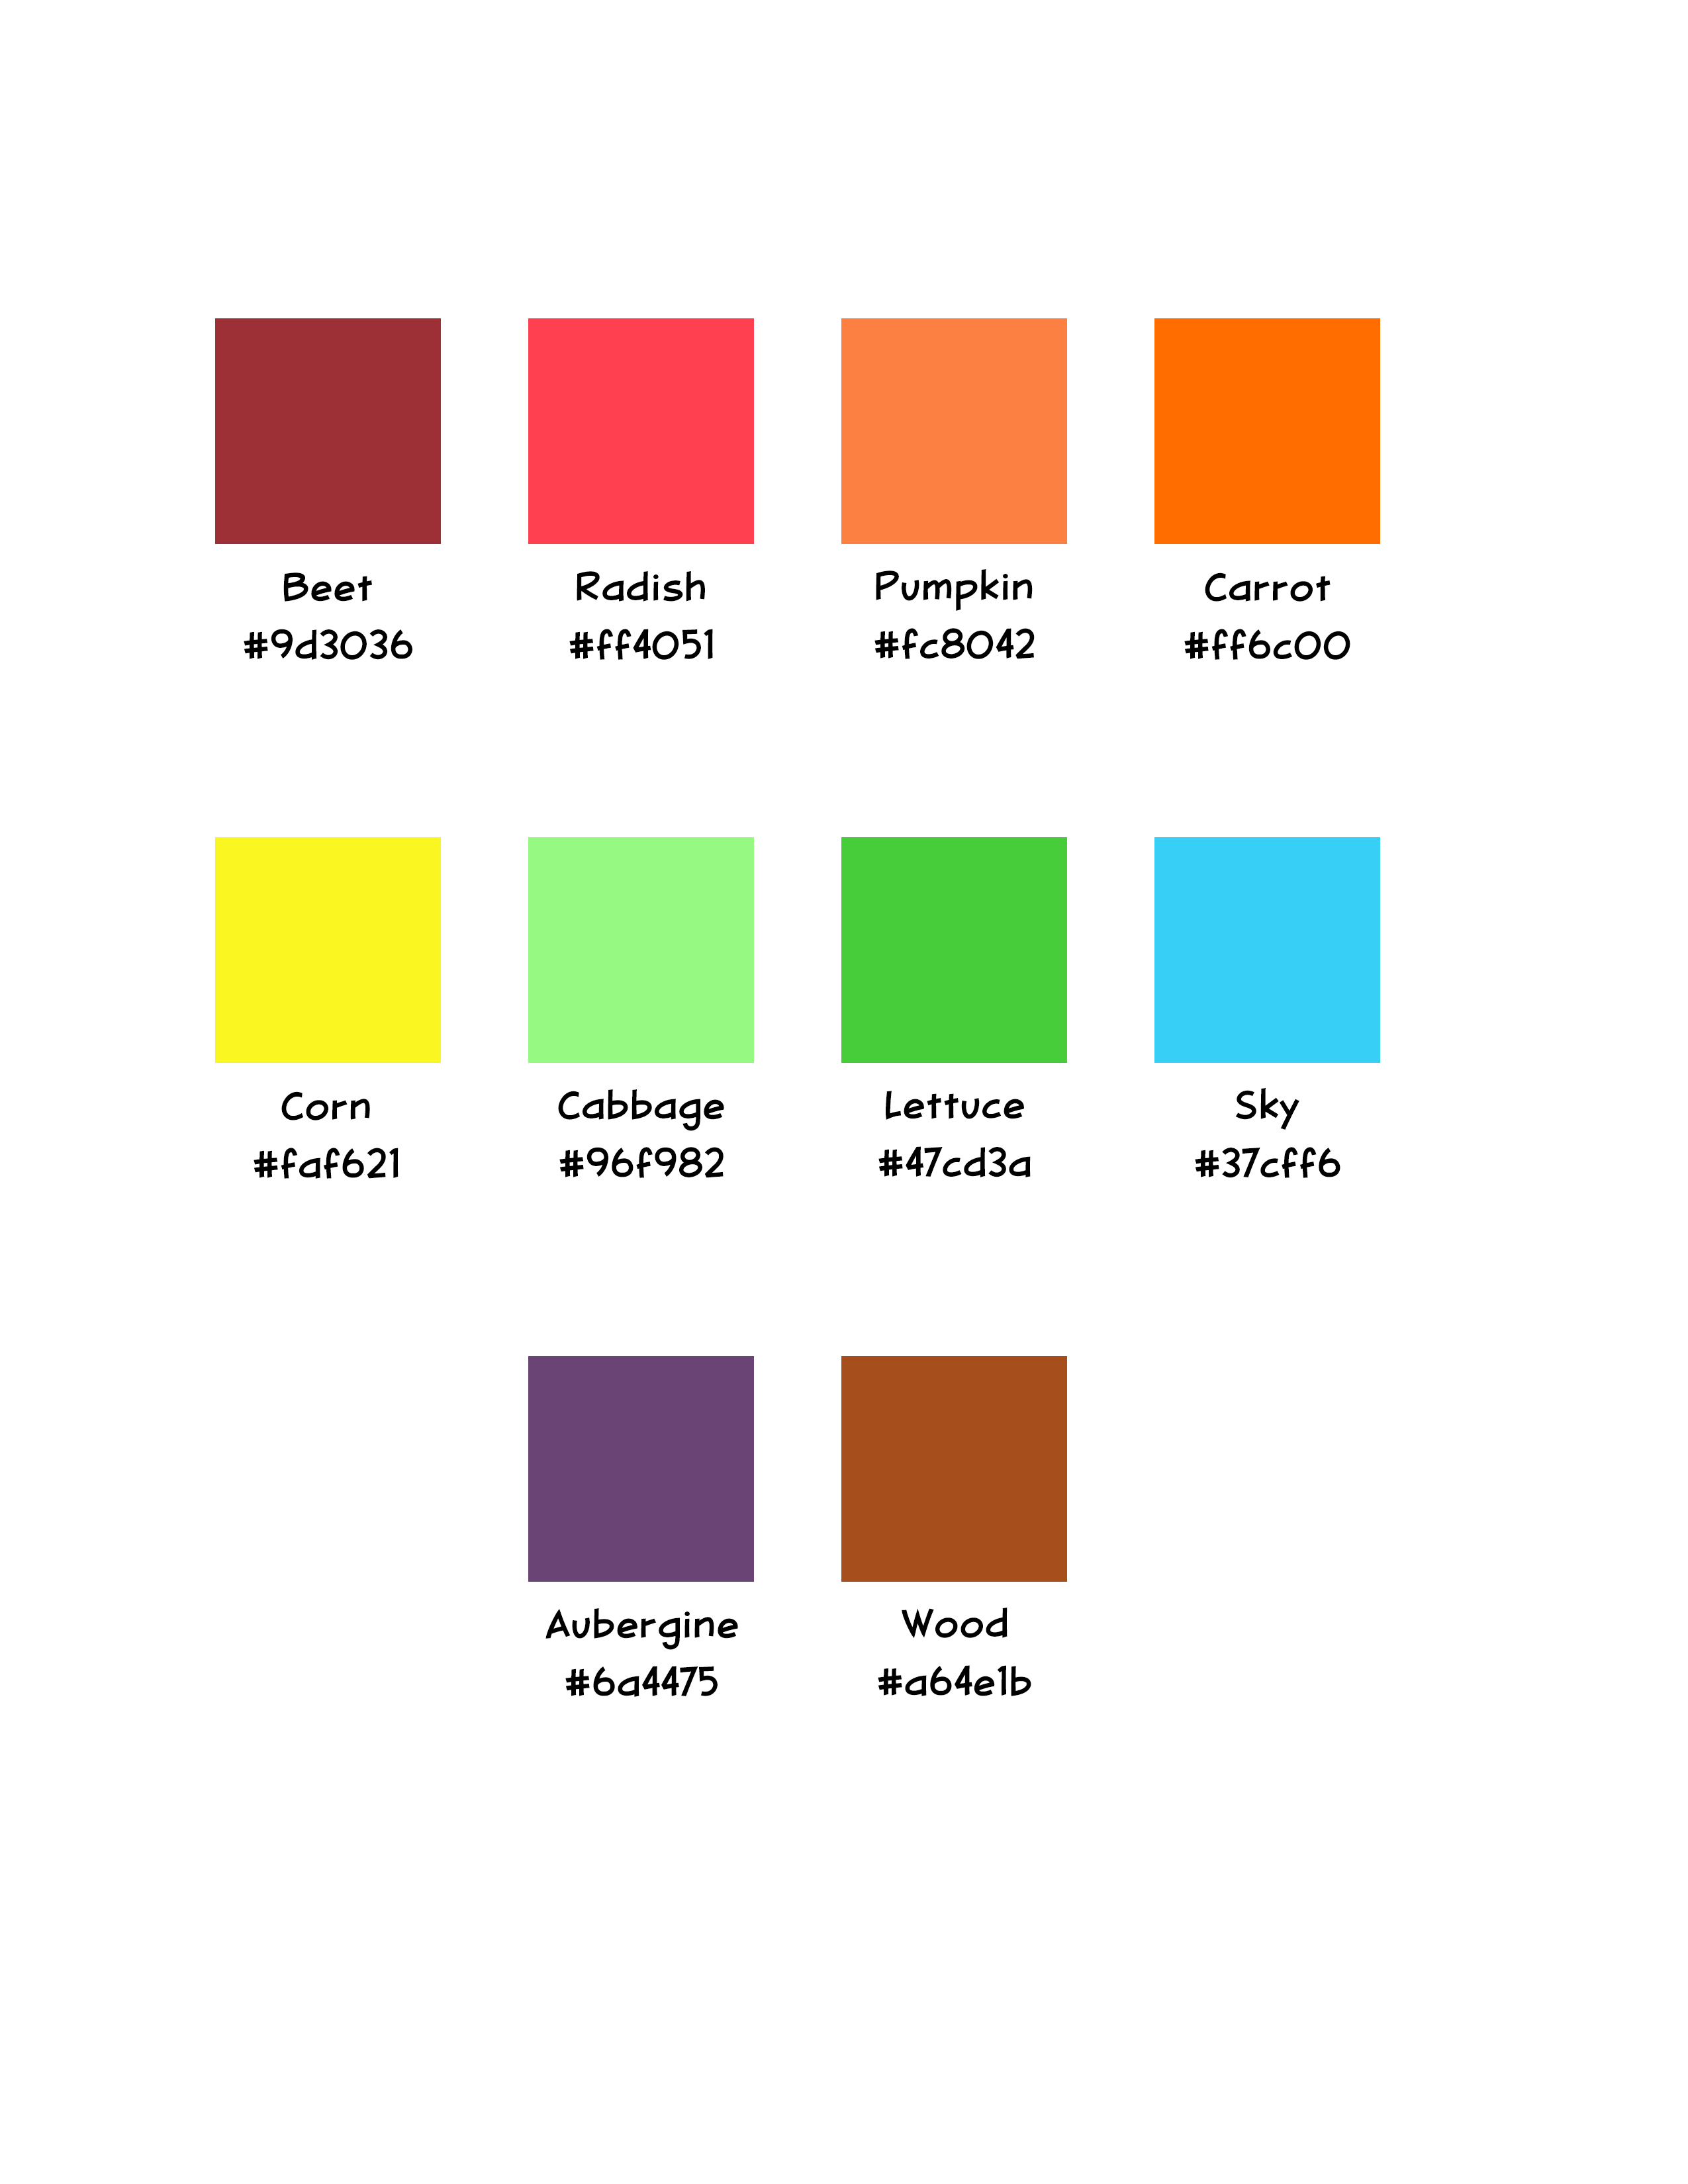 Beet
#9d3036
Radish
#ff4051
Pumpkin
#fc8042
Carrot
#ff6c00
Corn
#faf621
Cabbage
#96f982
Lettuce
#47cd3a
Sky
#37cff6
Aubergine
#6a4475
Wood
#a64e1b